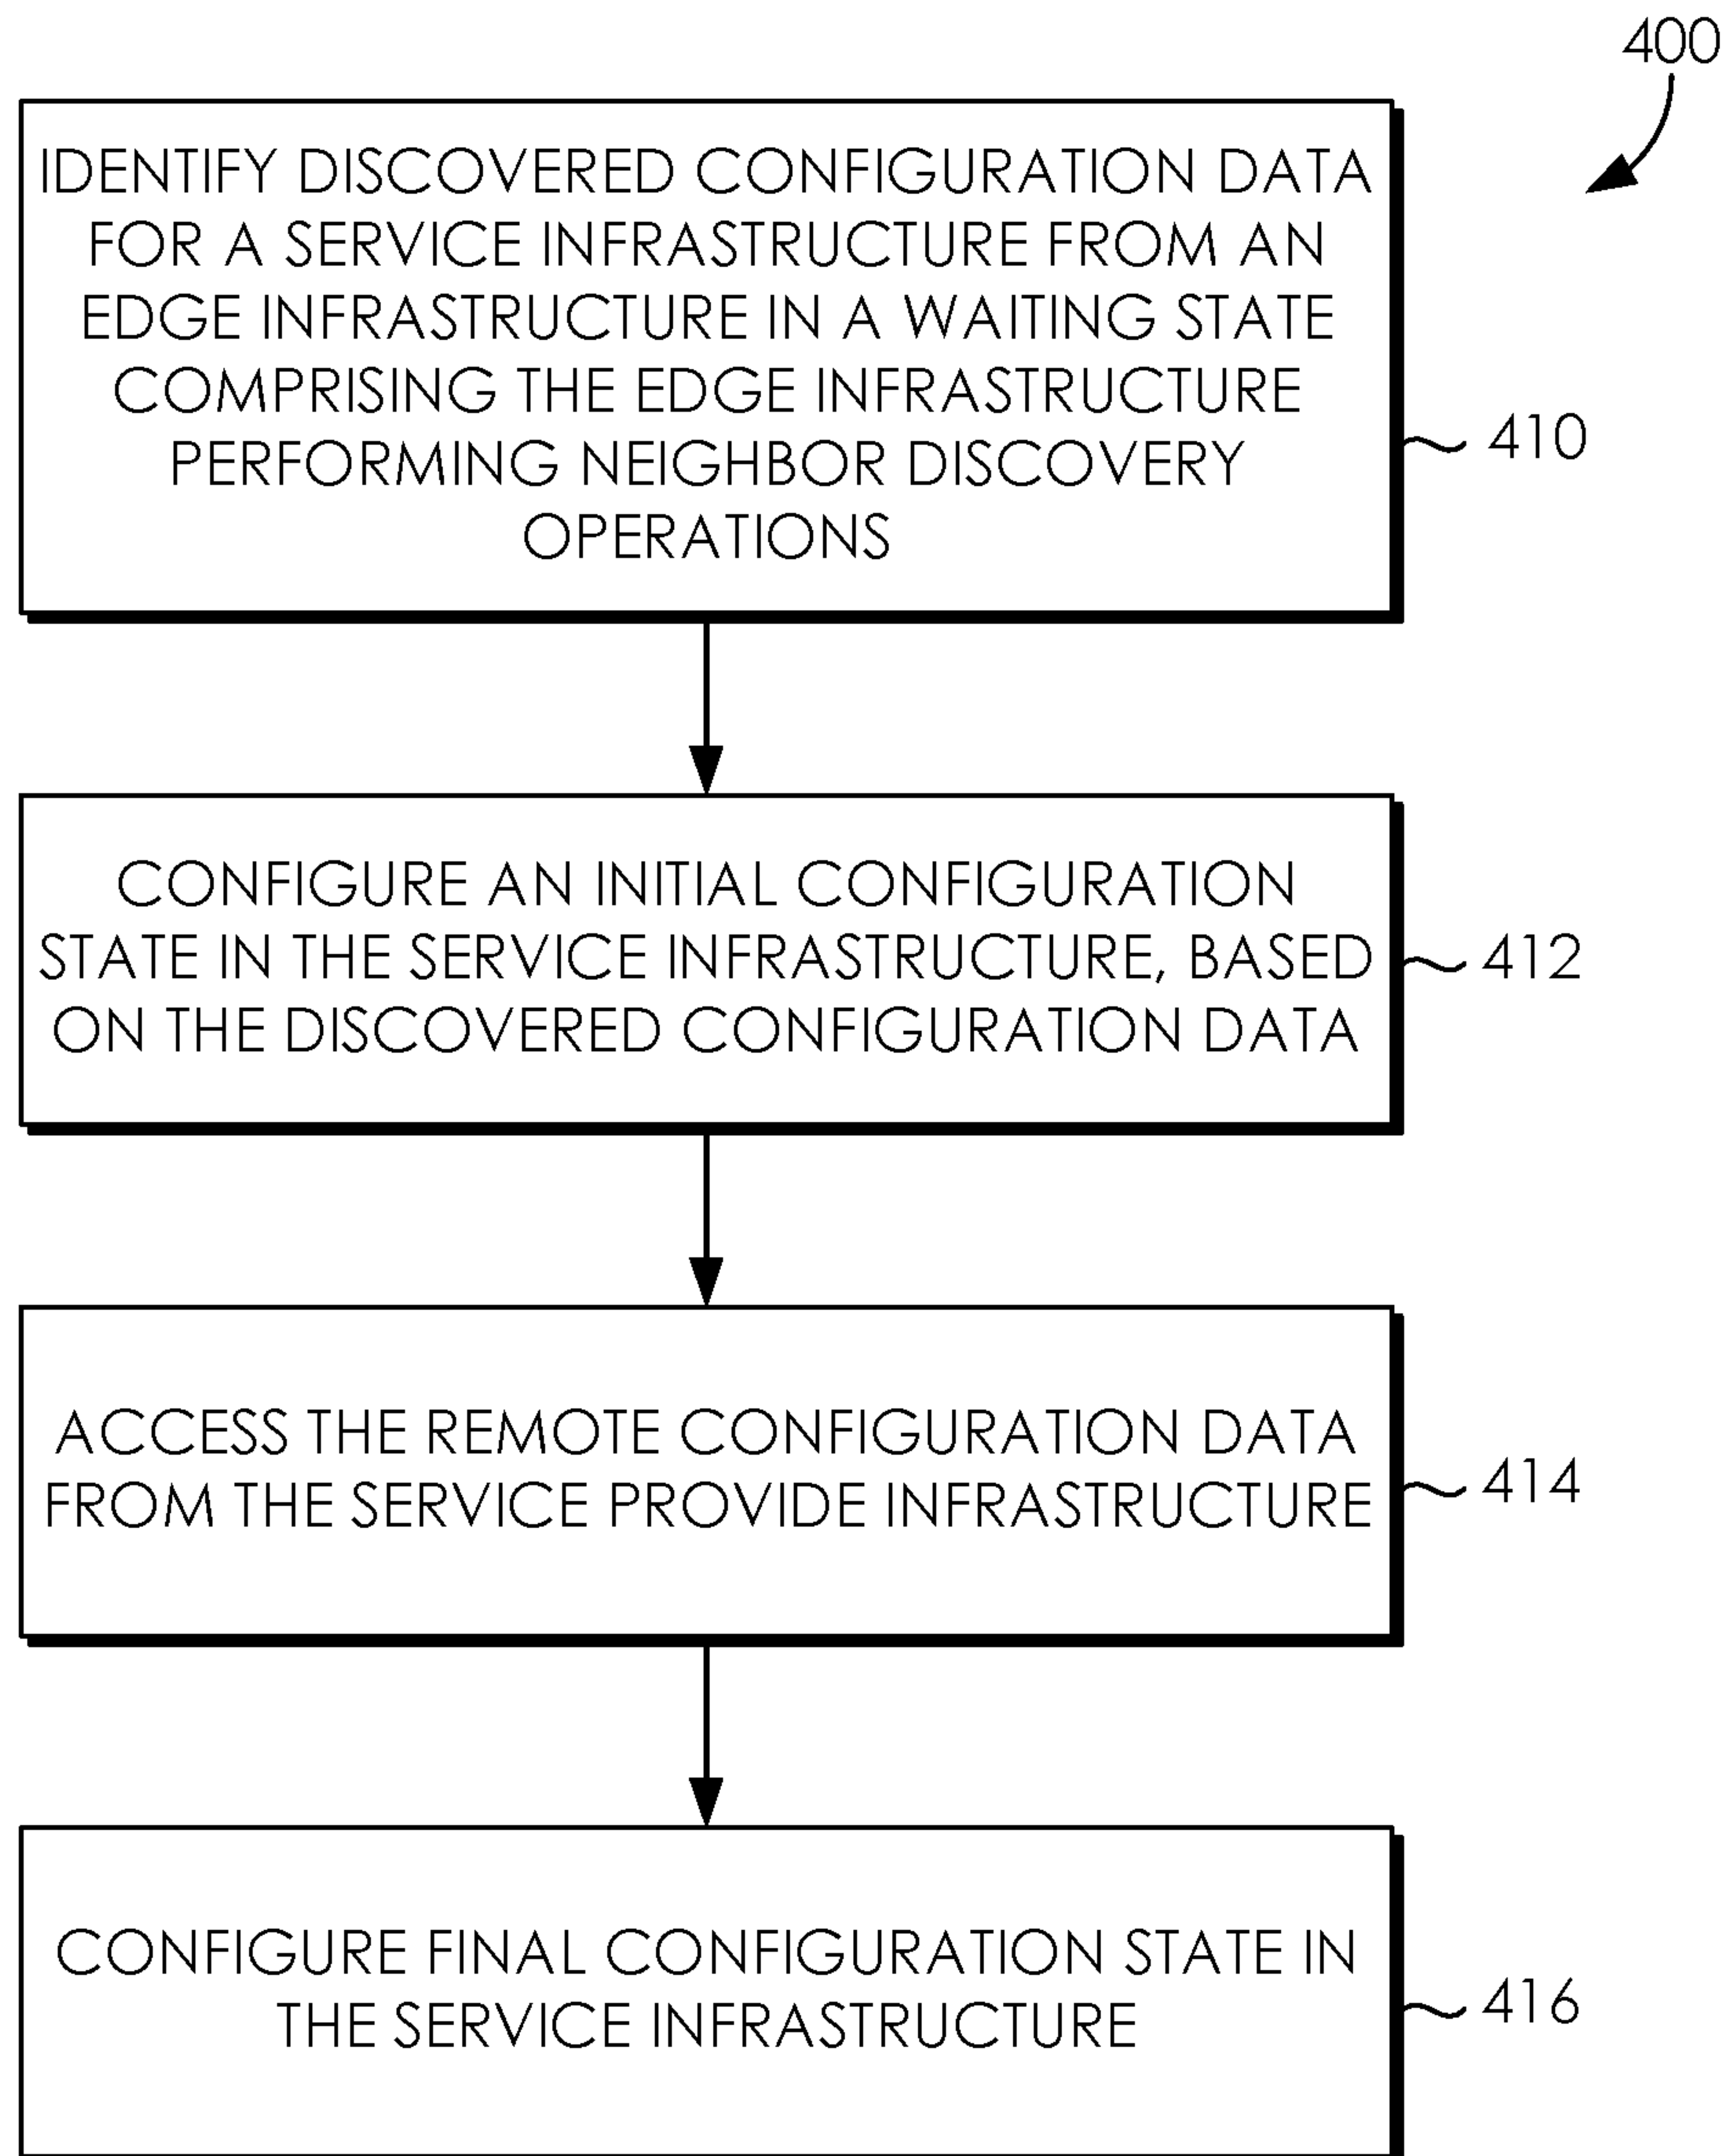 400
IDENTIFY DISCOVERED CONFIGURATION DATA
FOR A SERVICE INFRASTRUCTURE FROM AN
EDGE INFRASTRUCTURE IN A WAITING STATE
COMPRISING THE EDGE INFRASTRUCTURE
PERFORMING NEIGHBOR DISCOVERY
OPERATIONS
410
CONFIGURE AN INITIAL CONFIGURATION
STATE IN THE SERVICE INFRASTRUCTURE, BASED
ON THE DISCOVERED CONFIGURATION DATA
412
ACCESS THE REMOTE CONFIGURATION DATA
FROM THE SERVICE PROVIDE INFRASTRUCTURE
414
CONFIGURE FINAL CONFIGURATION STATE IN
THE SERVICE INFRASTRUCTURE
416